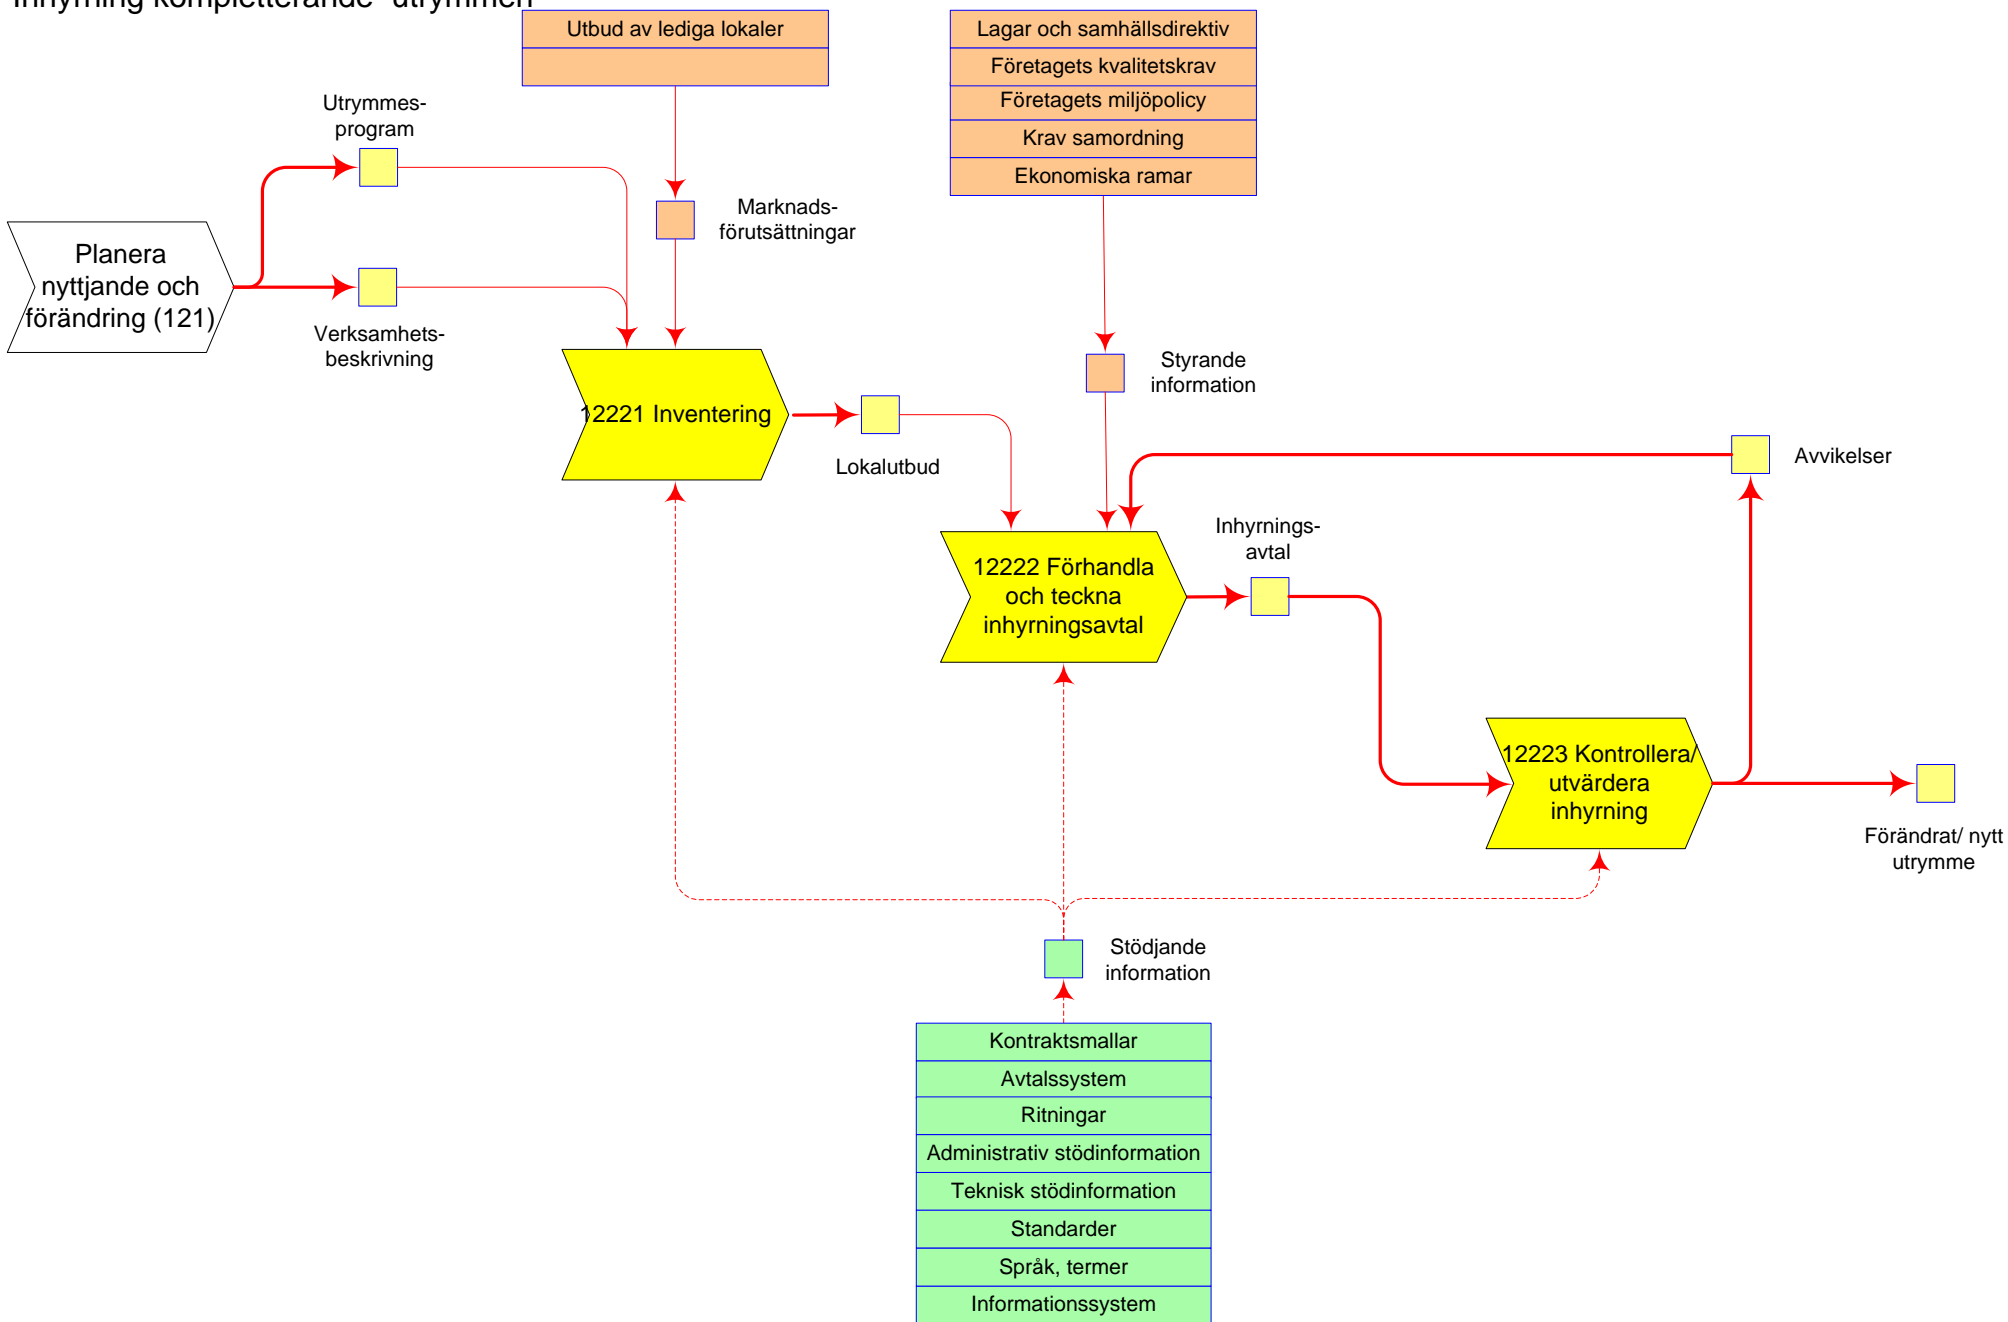 Inhyrning kompletterande utrymmen
Utbud av lediga lokaler
Lagar och samhällsdirektiv
Företagets kvalitetskrav
Företagets miljöpolicy
Krav samordning
Ekonomiska ramar
Utrymmes-
program
Marknads-
förutsättningar
Planera
nyttjande och
förändring (121)
Verksamhets-
beskrivning
Styrande
information
12221 Inventering
Lokalutbud
Avvikelser
Inhyrnings-
avtal
12222 Förhandla
och teckna
inhyrningsavtal
12223 Kontrollera/
utvärdera
inhyrning
Förändrat/ nytt
utrymme
Stödjande
information
Kontraktsmallar
Avtalssystem
Ritningar
Administrativ stödinformation
Teknisk stödinformation
Standarder
Språk, termer
Informationssystem